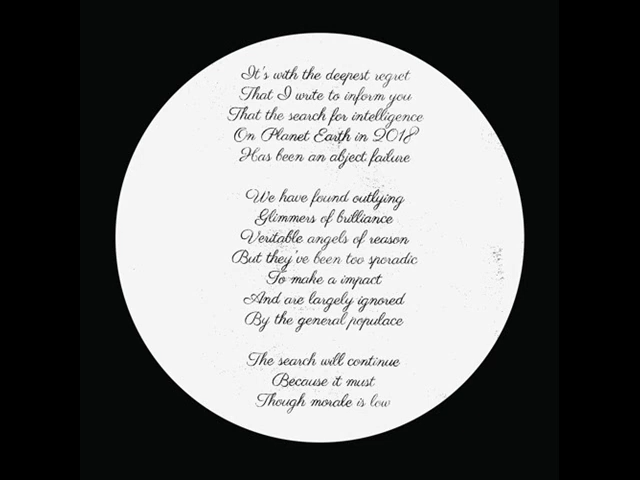 It's with the deepest regret
That I write to inform you
That the search for intelligence
On Planet Earth in 2018
Has been an abject failure
We have found outlying
Glimmers of brilliance
Veritable angels of reason
But they've been too sporadic
To make a impact
And are largely ignored
By the general populace
The search will continue
Because it must
Though morale is low